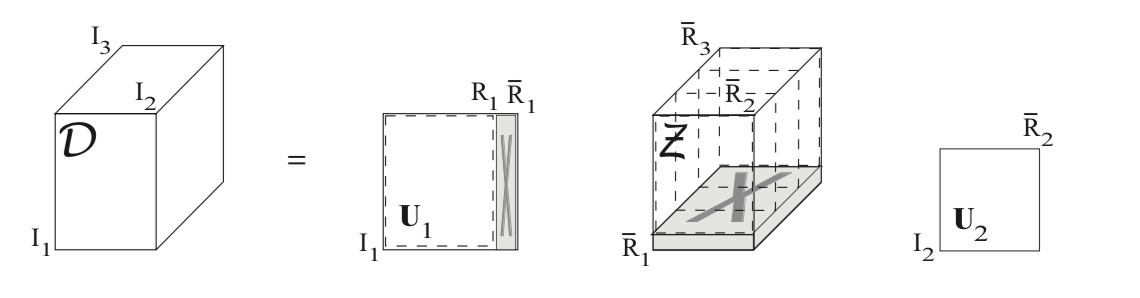 I₃
I₂
𝒟
I₁
=
R₁ R̄₁
U₁
I₁
R̄₃
R̄₂
Z
R̄₁
R̄₂
U₂
I₂